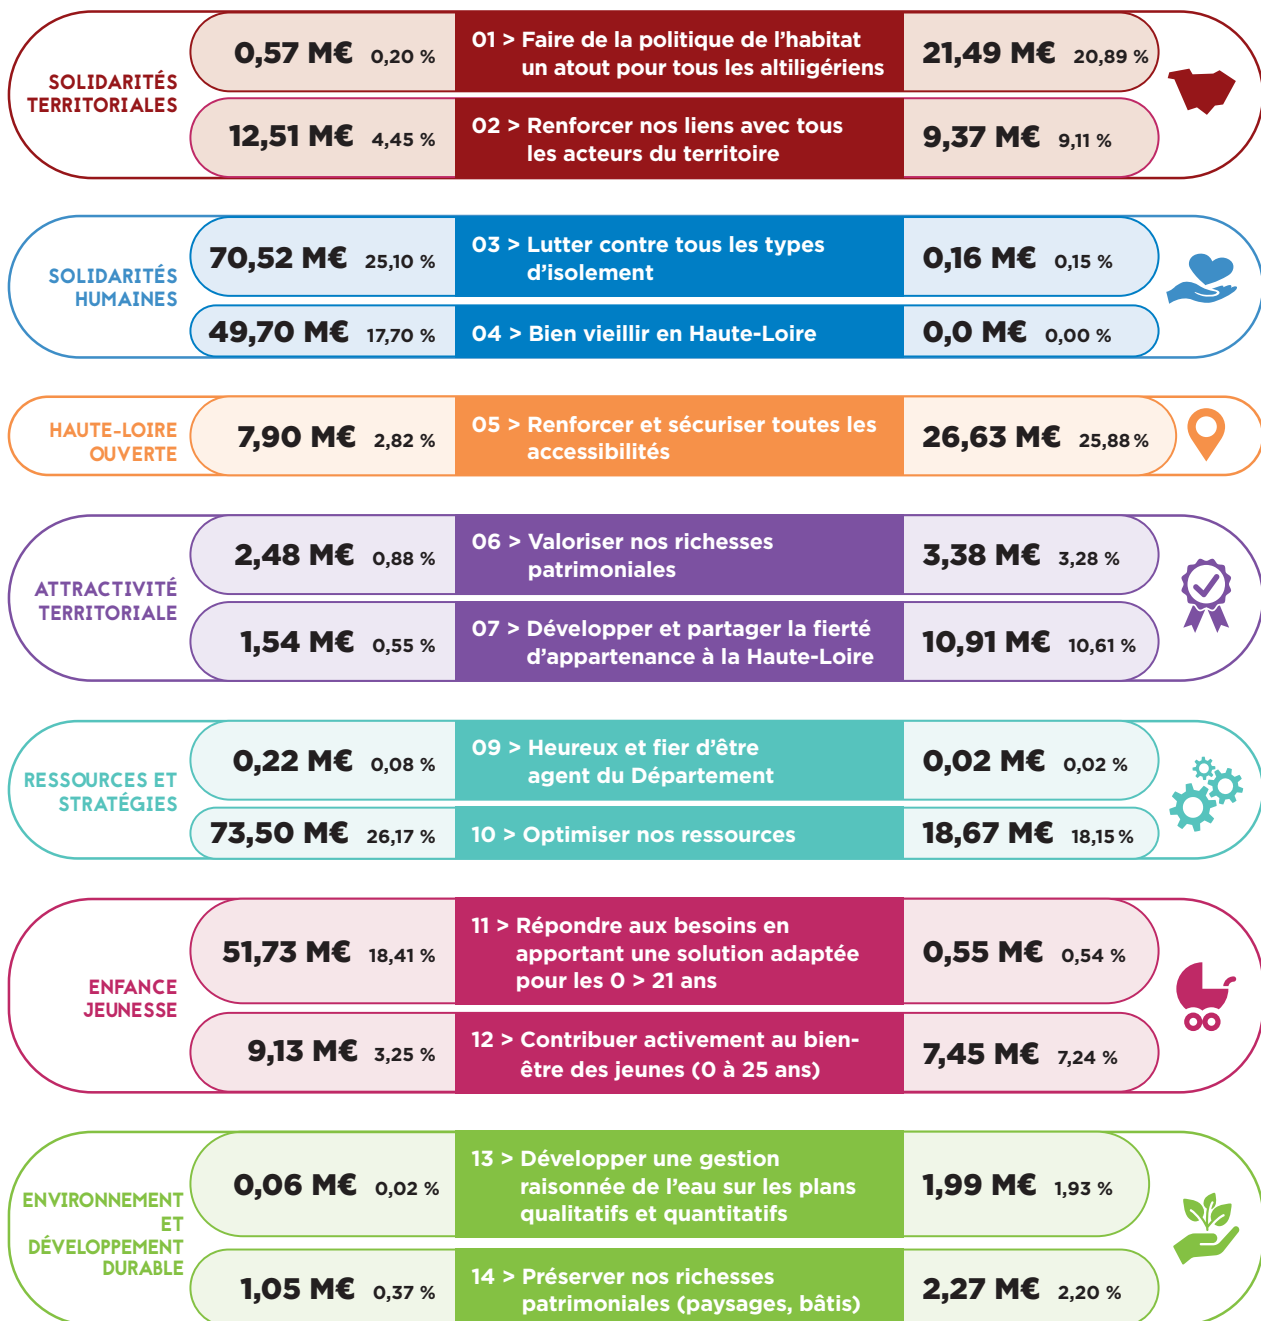 SOLIDARITÉS
TERRITORIALES
0,57 M€ 0,20 %
01 > Faire de la politique de l’habitat
un atout pour tous les altiligériens
21,49 M€ 20,89 %
12,51 M€ 4,45 %
02 > Renforcer nos liens avec tous
les acteurs du territoire
9,37 M€ 9,11 %
SOLIDARITÉS
HUMAINES
70,52 M€ 25,10 %
03 > Lutter contre tous les types
d’isolement
0,16 M€ 0,15 %
49,70 M€ 17,70 %
04 > Bien vieillir en Haute-Loire
0,0 M€ 0,00 %
HAUTE-LOIRE
OUVERTE
7,90 M€ 2,82 %
05 > Renforcer et sécuriser toutes les
accessibilités
26,63 M€ 25,88 %
ATTRACTIVITÉ
TERRITORIALE
2,48 M€ 0,88 %
06 > Valoriser nos richesses
patrimoniales
3,38 M€ 3,28 %
1,54 M€ 0,55 %
07 > Développer et partager la fierté
d’appartenance à la Haute-Loire
10,91 M€ 10,61 %
RESSOURCES ET
STRATÉGIES
0,22 M€ 0,08 %
09 > Heureux et fier d’être
agent du Département
0,02 M€ 0,02 %
73,50 M€ 26,17 %
10 > Optimiser nos ressources
18,67 M€ 18,15 %
ENFANCE
JEUNESSE
51,73 M€ 18,41 %
11 > Répondre aux besoins en
apportant une solution adaptée
pour les 0 > 21 ans
0,55 M€ 0,54 %
9,13 M€ 3,25 %
12 > Contribuer activement au bien-
être des jeunes (0 à 25 ans)
7,45 M€ 7,24 %
ENVIRONNEMENT
ET
DÉVELOPPEMENT
DURABLE
0,06 M€ 0,02 %
13 > Développer une gestion
raisonnée de l’eau sur les plans
qualitatifs et quantitatifs
1,99 M€ 1,93 %
1,05 M€ 0,37 %
14 > Préserver nos richesses
patrimoniales (paysages, bâtis)
2,27 M€ 2,20 %